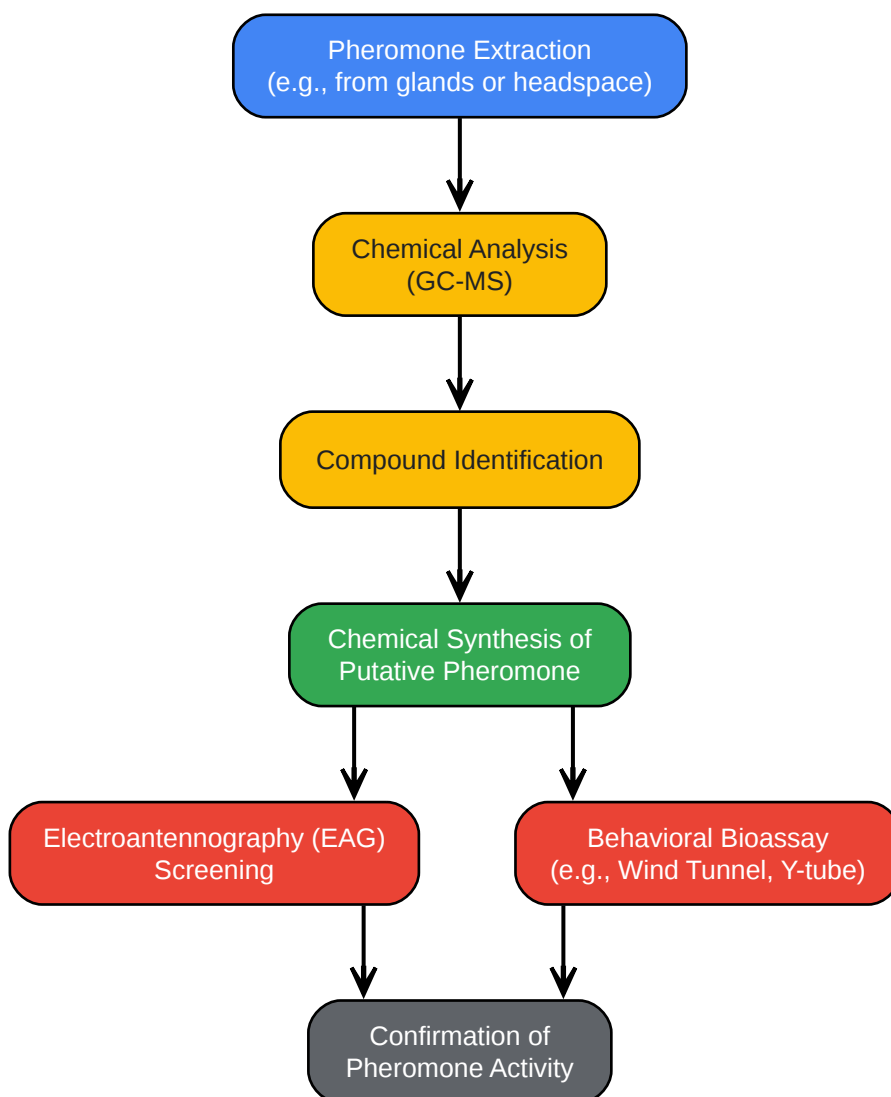 Pheromone Extraction
(e.g., from glands or headspace)
Chemical Analysis
(GC-MS)
Compound Identification
Chemical Synthesis of
Putative Pheromone
Electroantennography (EAG)
Screening
Behavioral Bioassay
(e.g., Wind Tunnel, Y-tube)
Confirmation of
Pheromone Activity